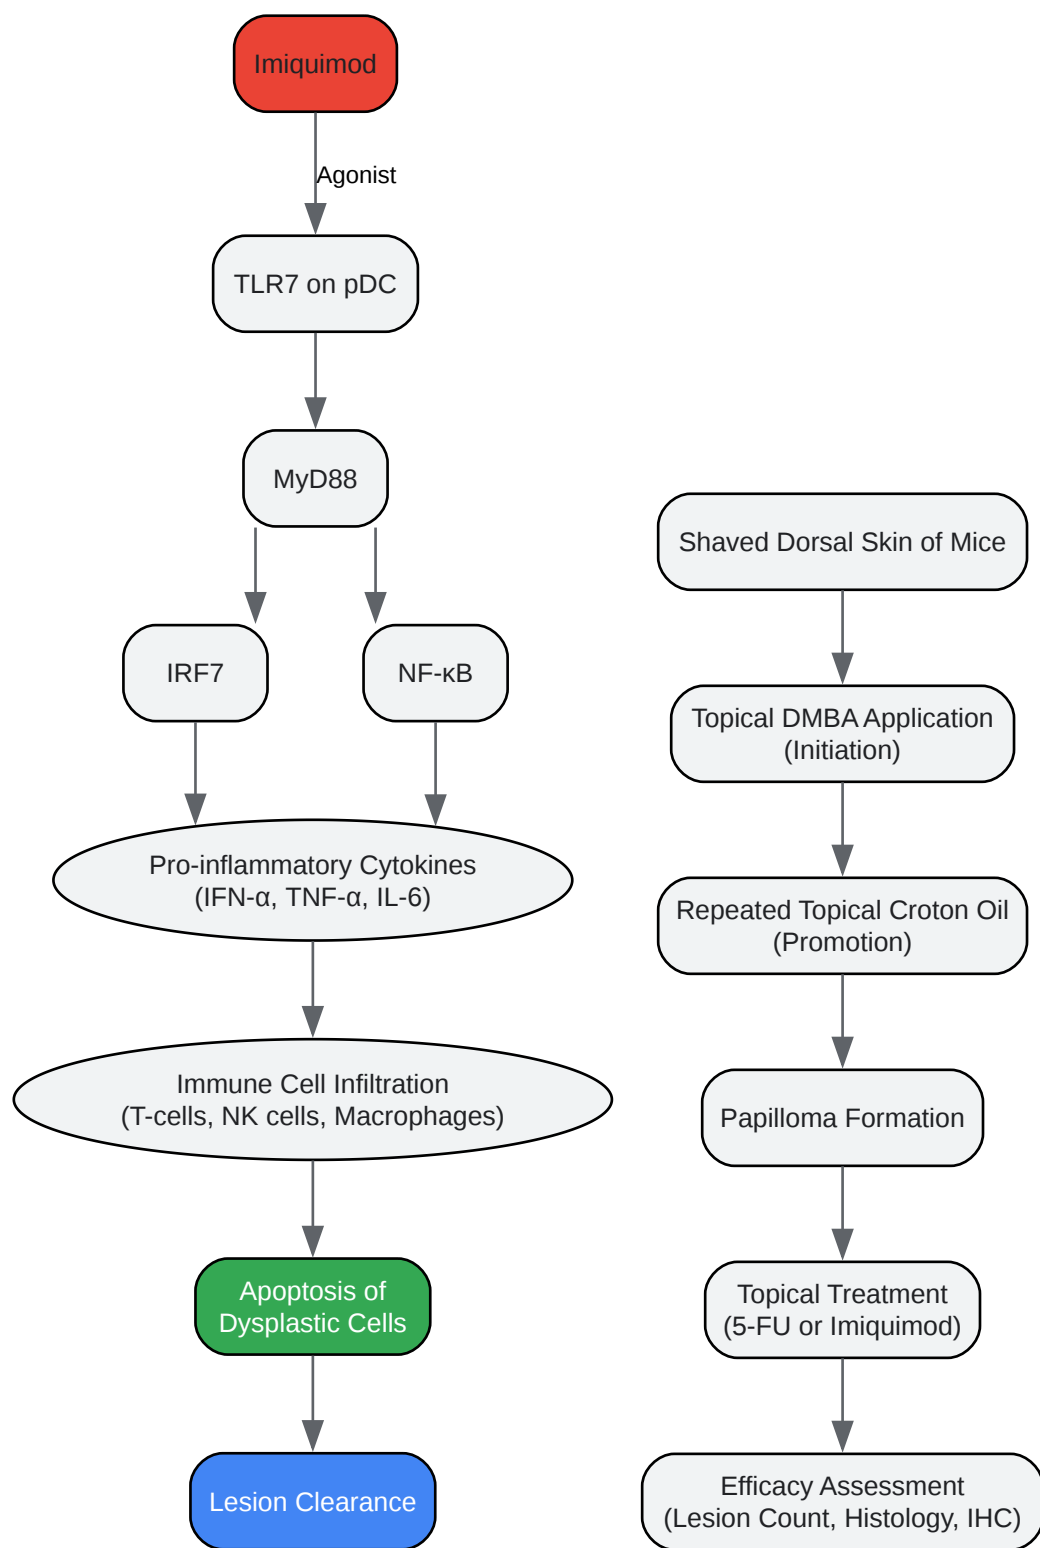 Imiquimod
Agonist
TLR7 on pDC
MyD88
IRF7
NF-κB
Pro-inflammatory Cytokines
(IFN-α, TNF-α, IL-6)
Immune Cell Infiltration
(T-cells, NK cells, Macrophages)
Apoptosis of
Dysplastic Cells
Lesion Clearance
Shaved Dorsal Skin of Mice
Topical DMBA Application
(Initiation)
Repeated Topical Croton Oil
(Promotion)
Papilloma Formation
Topical Treatment
(5-FU or Imiquimod)
Efficacy Assessment
(Lesion Count, Histology, IHC)